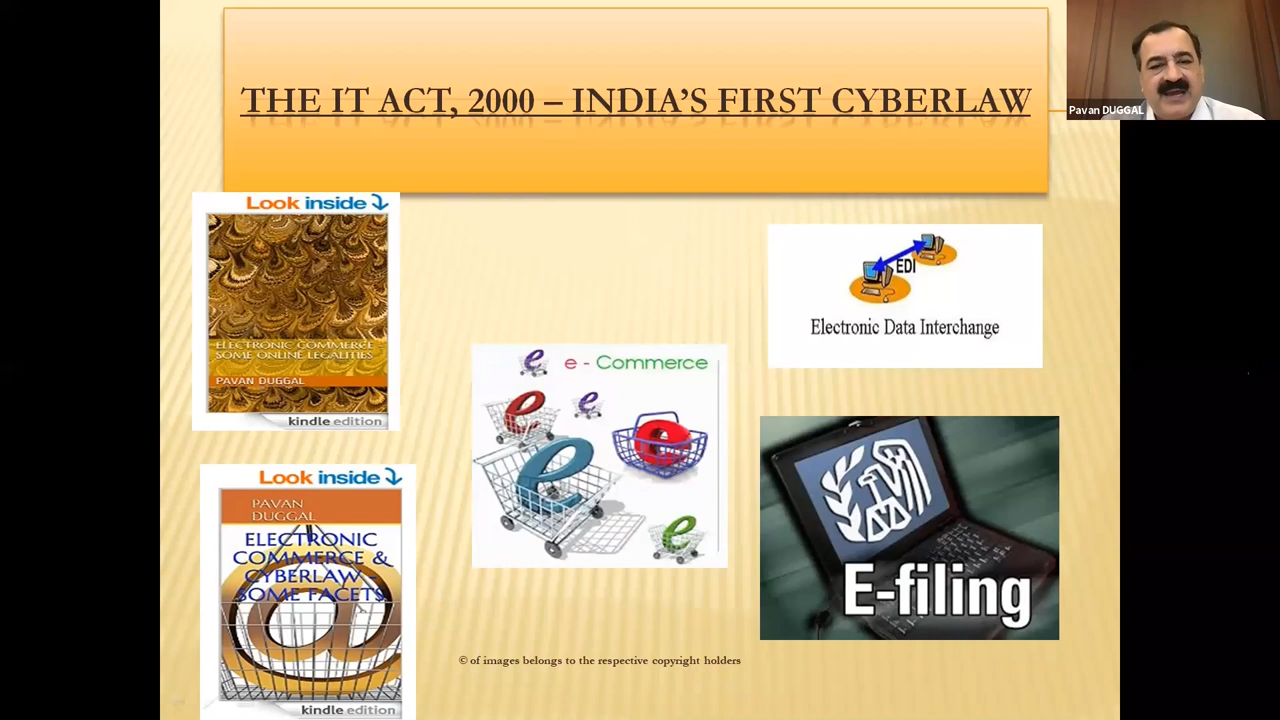 THE IT ACT, 2000 – INDIA'S FIRST CYBERLAW
Pavan DUGGAL
Look inside
ELECTRONIC COMMERCE -
SOME ONLINE LEGALITIES
PAVAN DUGGAL
kindle edition
EDI
Electronic Data Interchange
e
e - Commerce
e
e
e
e
e
E-filing
Look inside
PAVAN
DUGGAL
ELECTRONIC
COMMERCE &
CYBERLAW -
SOME FACETS
@
kindle edition
© of images belongs to the respective copyright holders